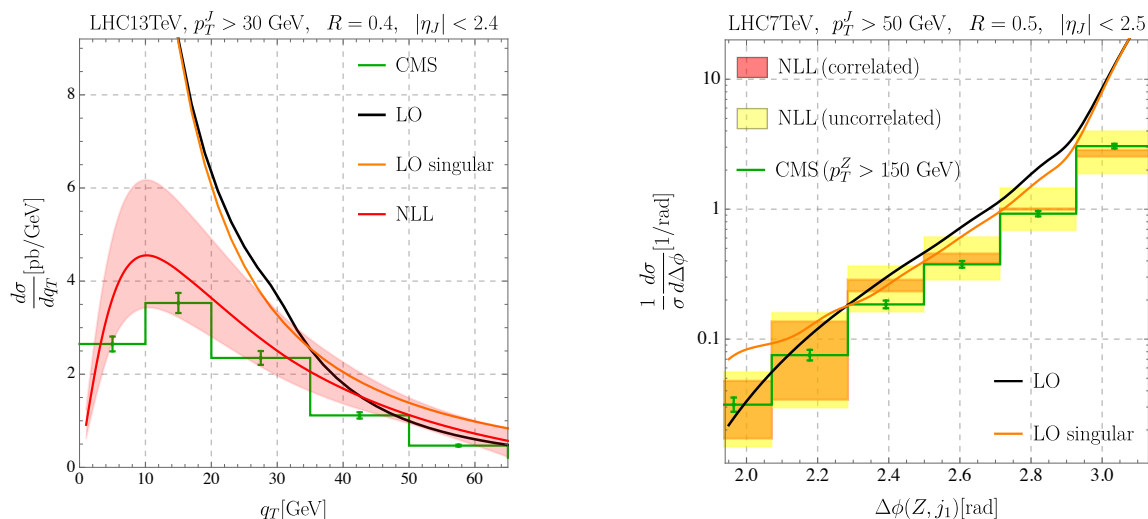 LHC13TeV, p_T^J > 30 GeV, R = 0.4, |η_J| < 2.4
CMS
LO
LO singular
NLL
dσ/dq_T [pb/GeV]
8
6
4
2
0
0 10 20 30 40 50 60
q_T[GeV]
LHC7TeV, p_T^J > 50 GeV, R = 0.5, |η_J| < 2.5
NLL (correlated)
NLL (uncorrelated)
CMS (p_T^Z > 150 GeV)
LO
LO singular
1/σ dσ/dΔϕ [1/rad]
10
1
0.1
2.0 2.2 2.4 2.6 2.8 3.0
Δϕ(Z, j_1)[rad]